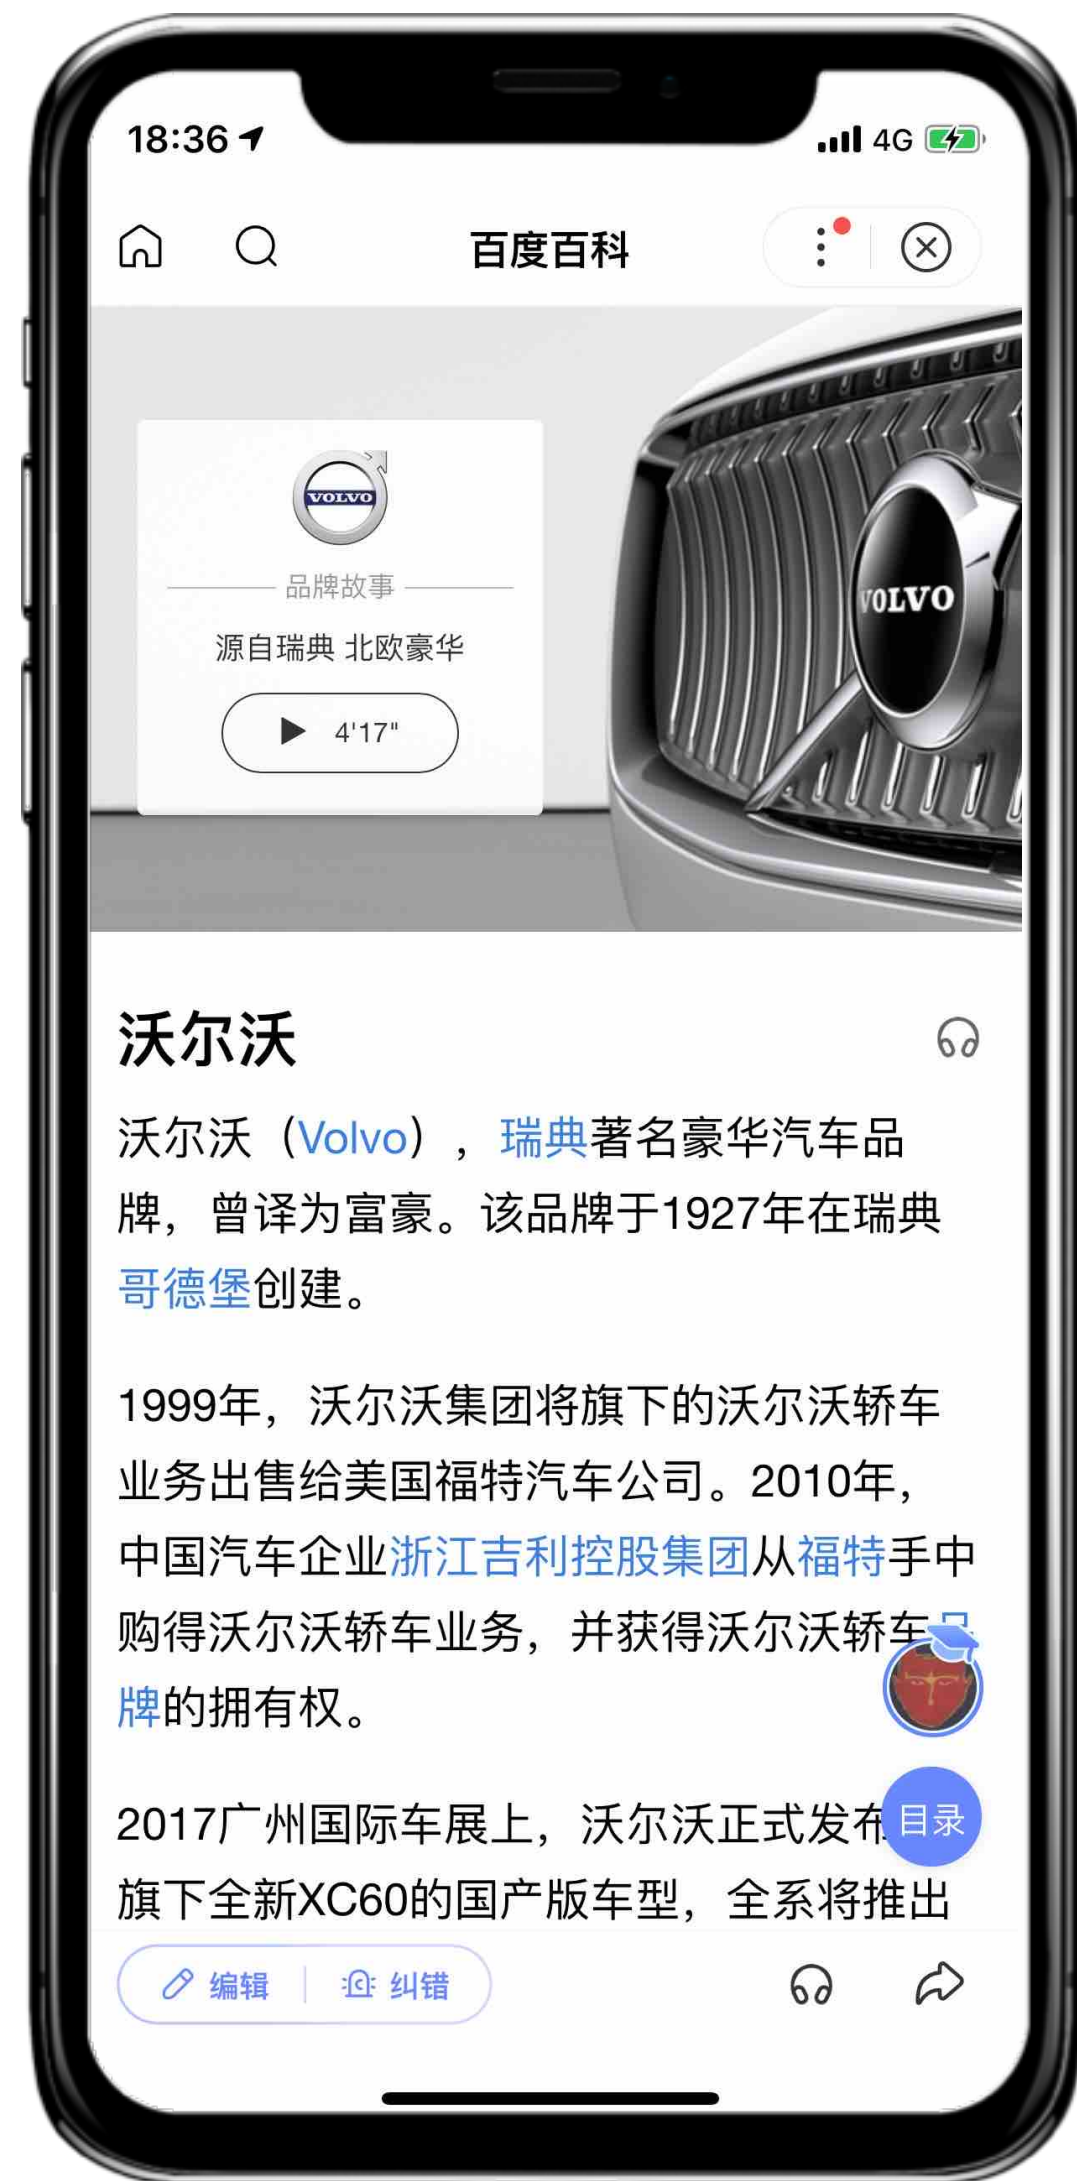 18:36
4G
百度百科
VOLVO
品牌故事
源自瑞典 北欧豪华
4'17"
VOLVO
沃尔沃
沃尔沃（Volvo），瑞典著名豪华汽车品
牌，曾译为富豪。该品牌于1927年在瑞典
哥德堡创建。
1999年，沃尔沃集团将旗下的沃尔沃轿车
业务出售给美国福特汽车公司。2010年，
中国汽车企业浙江吉利控股集团从福特手中
购得沃尔沃轿车业务，并获得沃尔沃轿车品
牌的拥有权。
2017广州国际车展上，沃尔沃正式发布
目录
旗下全新XC60的国产版车型，全系将推出
编辑
纠错